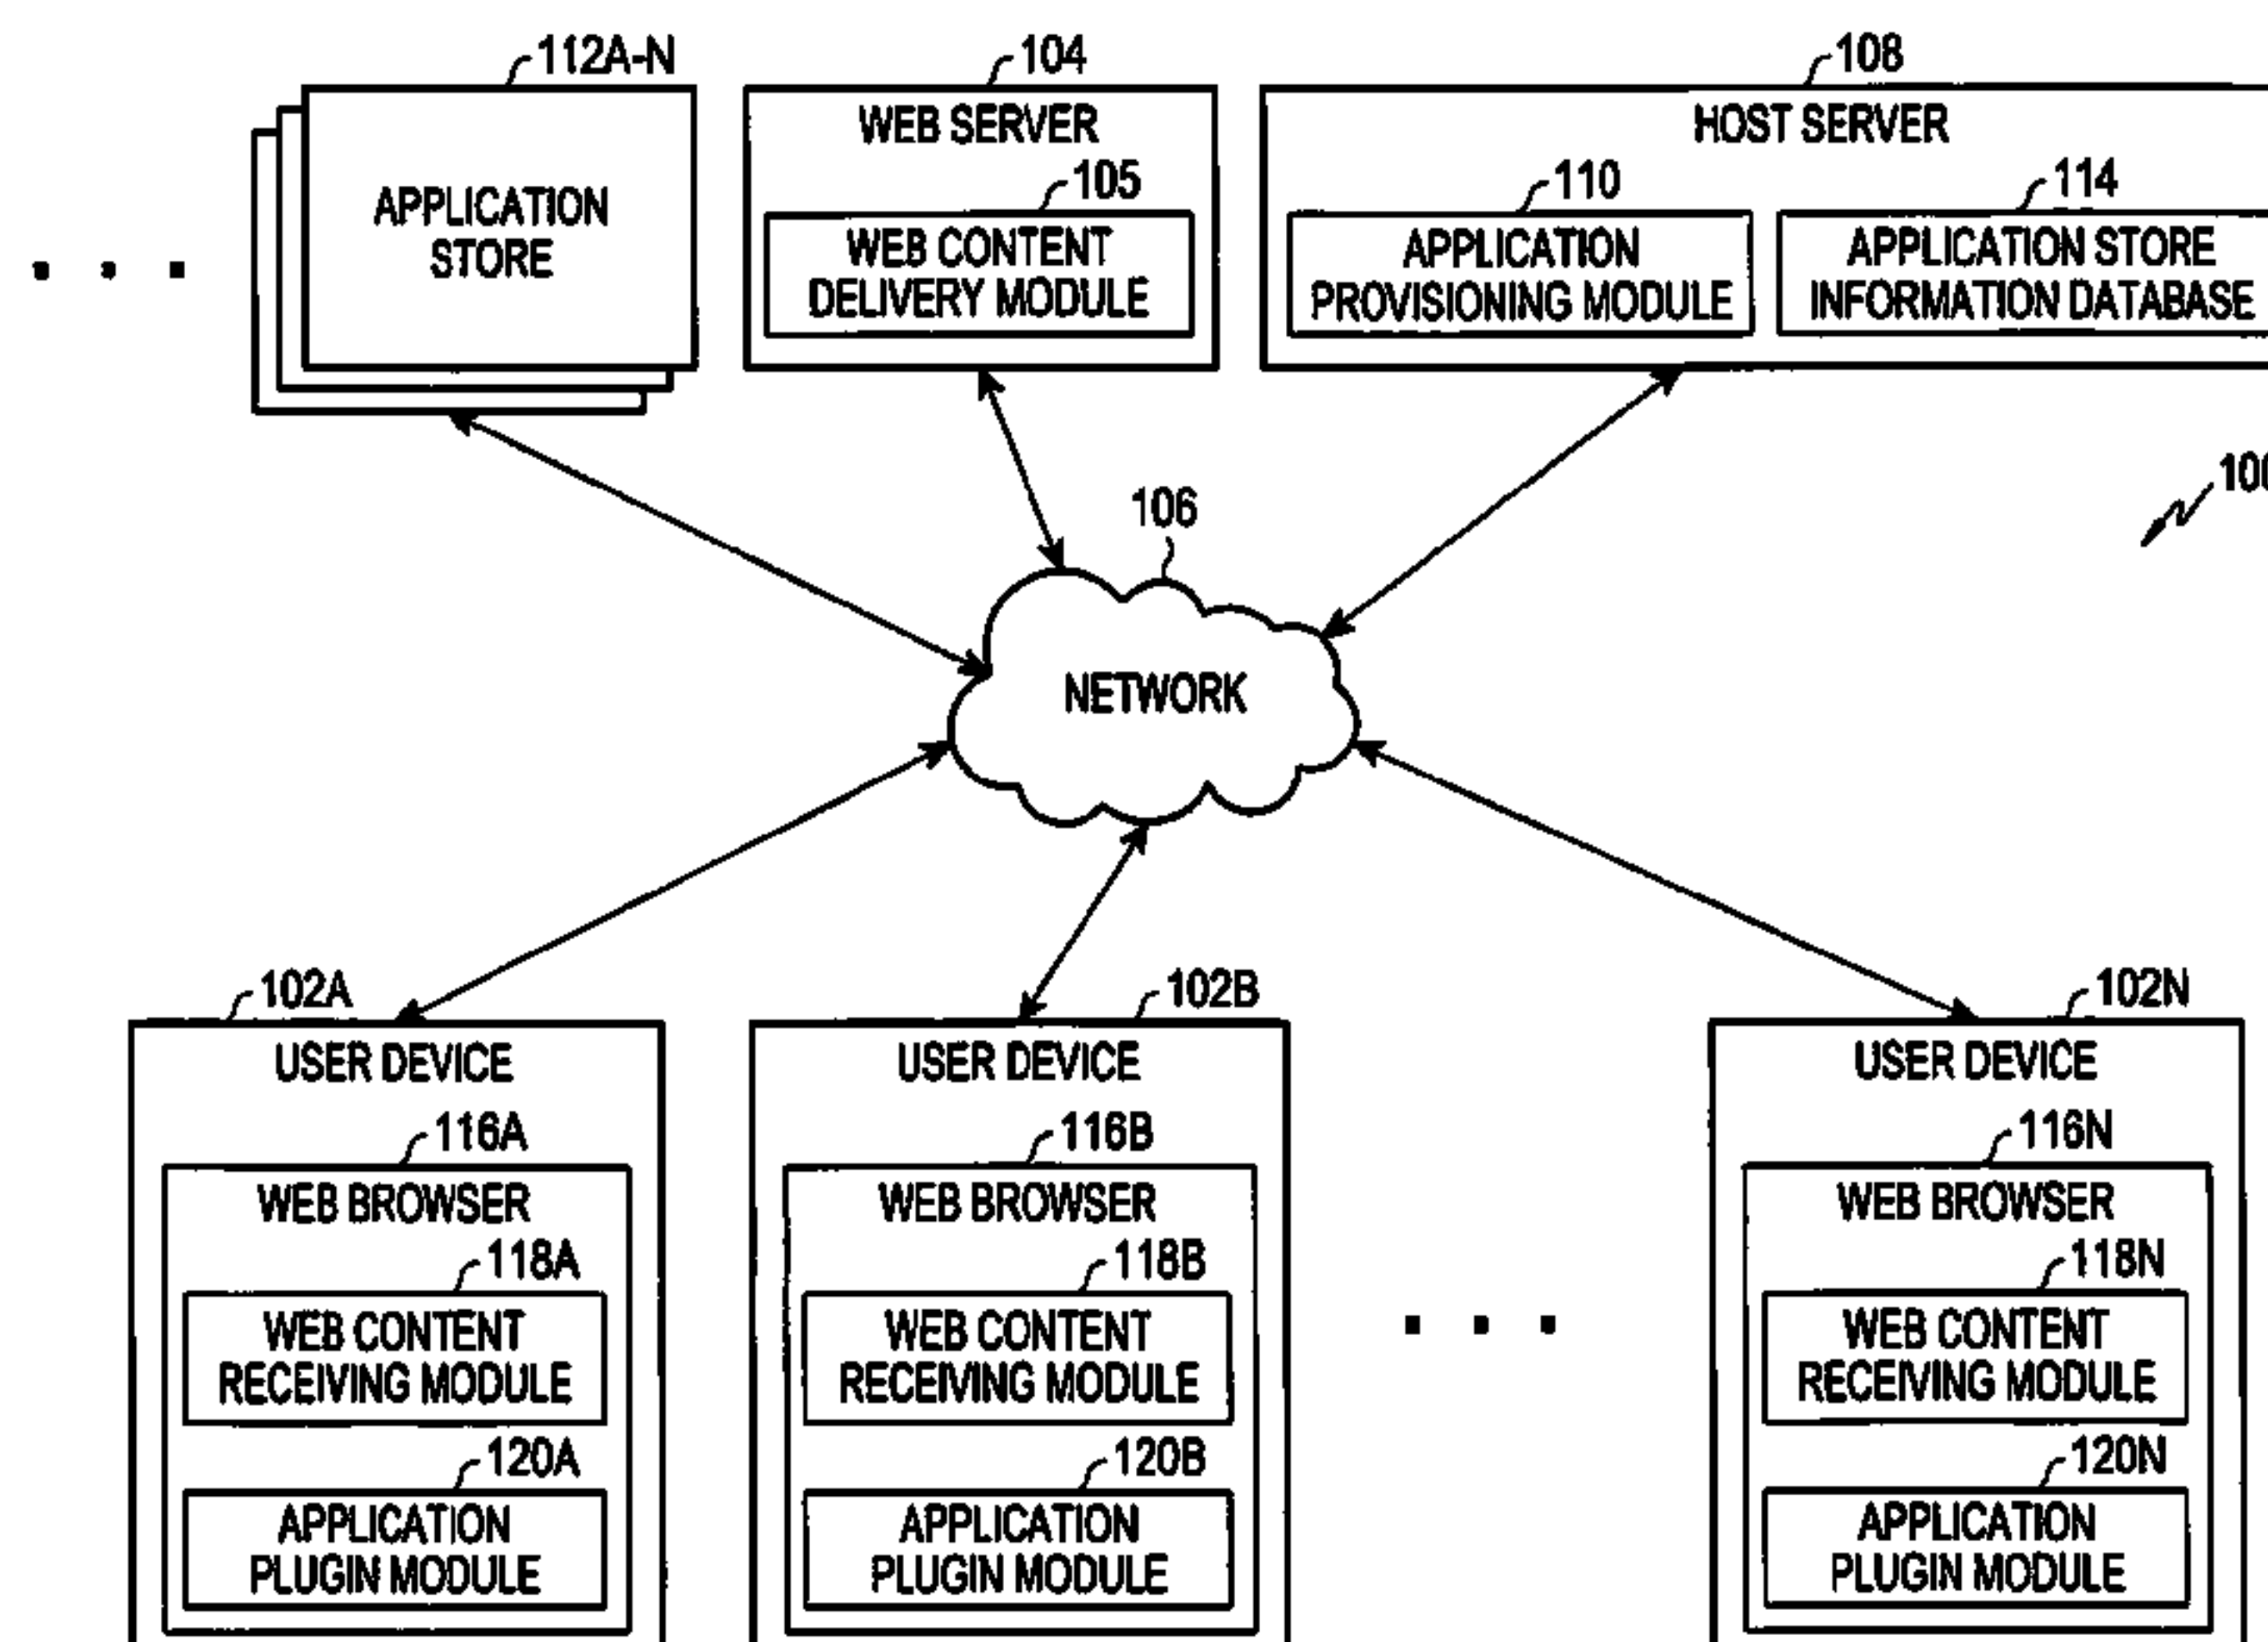 112A-N
104
108
WEB SERVER
HOST SERVER
105
110
114
APPLICATION
STORE
WEB CONTENT
DELIVERY MODULE
APPLICATION
PROVISIONING MODULE
APPLICATION STORE
INFORMATION DATABASE
100
106
NETWORK
102A
102B
102N
USER DEVICE
USER DEVICE
USER DEVICE
116A
116B
116N
WEB BROWSER
WEB BROWSER
WEB BROWSER
118A
118B
118N
WEB CONTENT
RECEIVING MODULE
WEB CONTENT
RECEIVING MODULE
. . .
WEB CONTENT
RECEIVING MODULE
120A
120B
120N
APPLICATION
PLUGIN MODULE
APPLICATION
PLUGIN MODULE
APPLICATION
PLUGIN MODULE